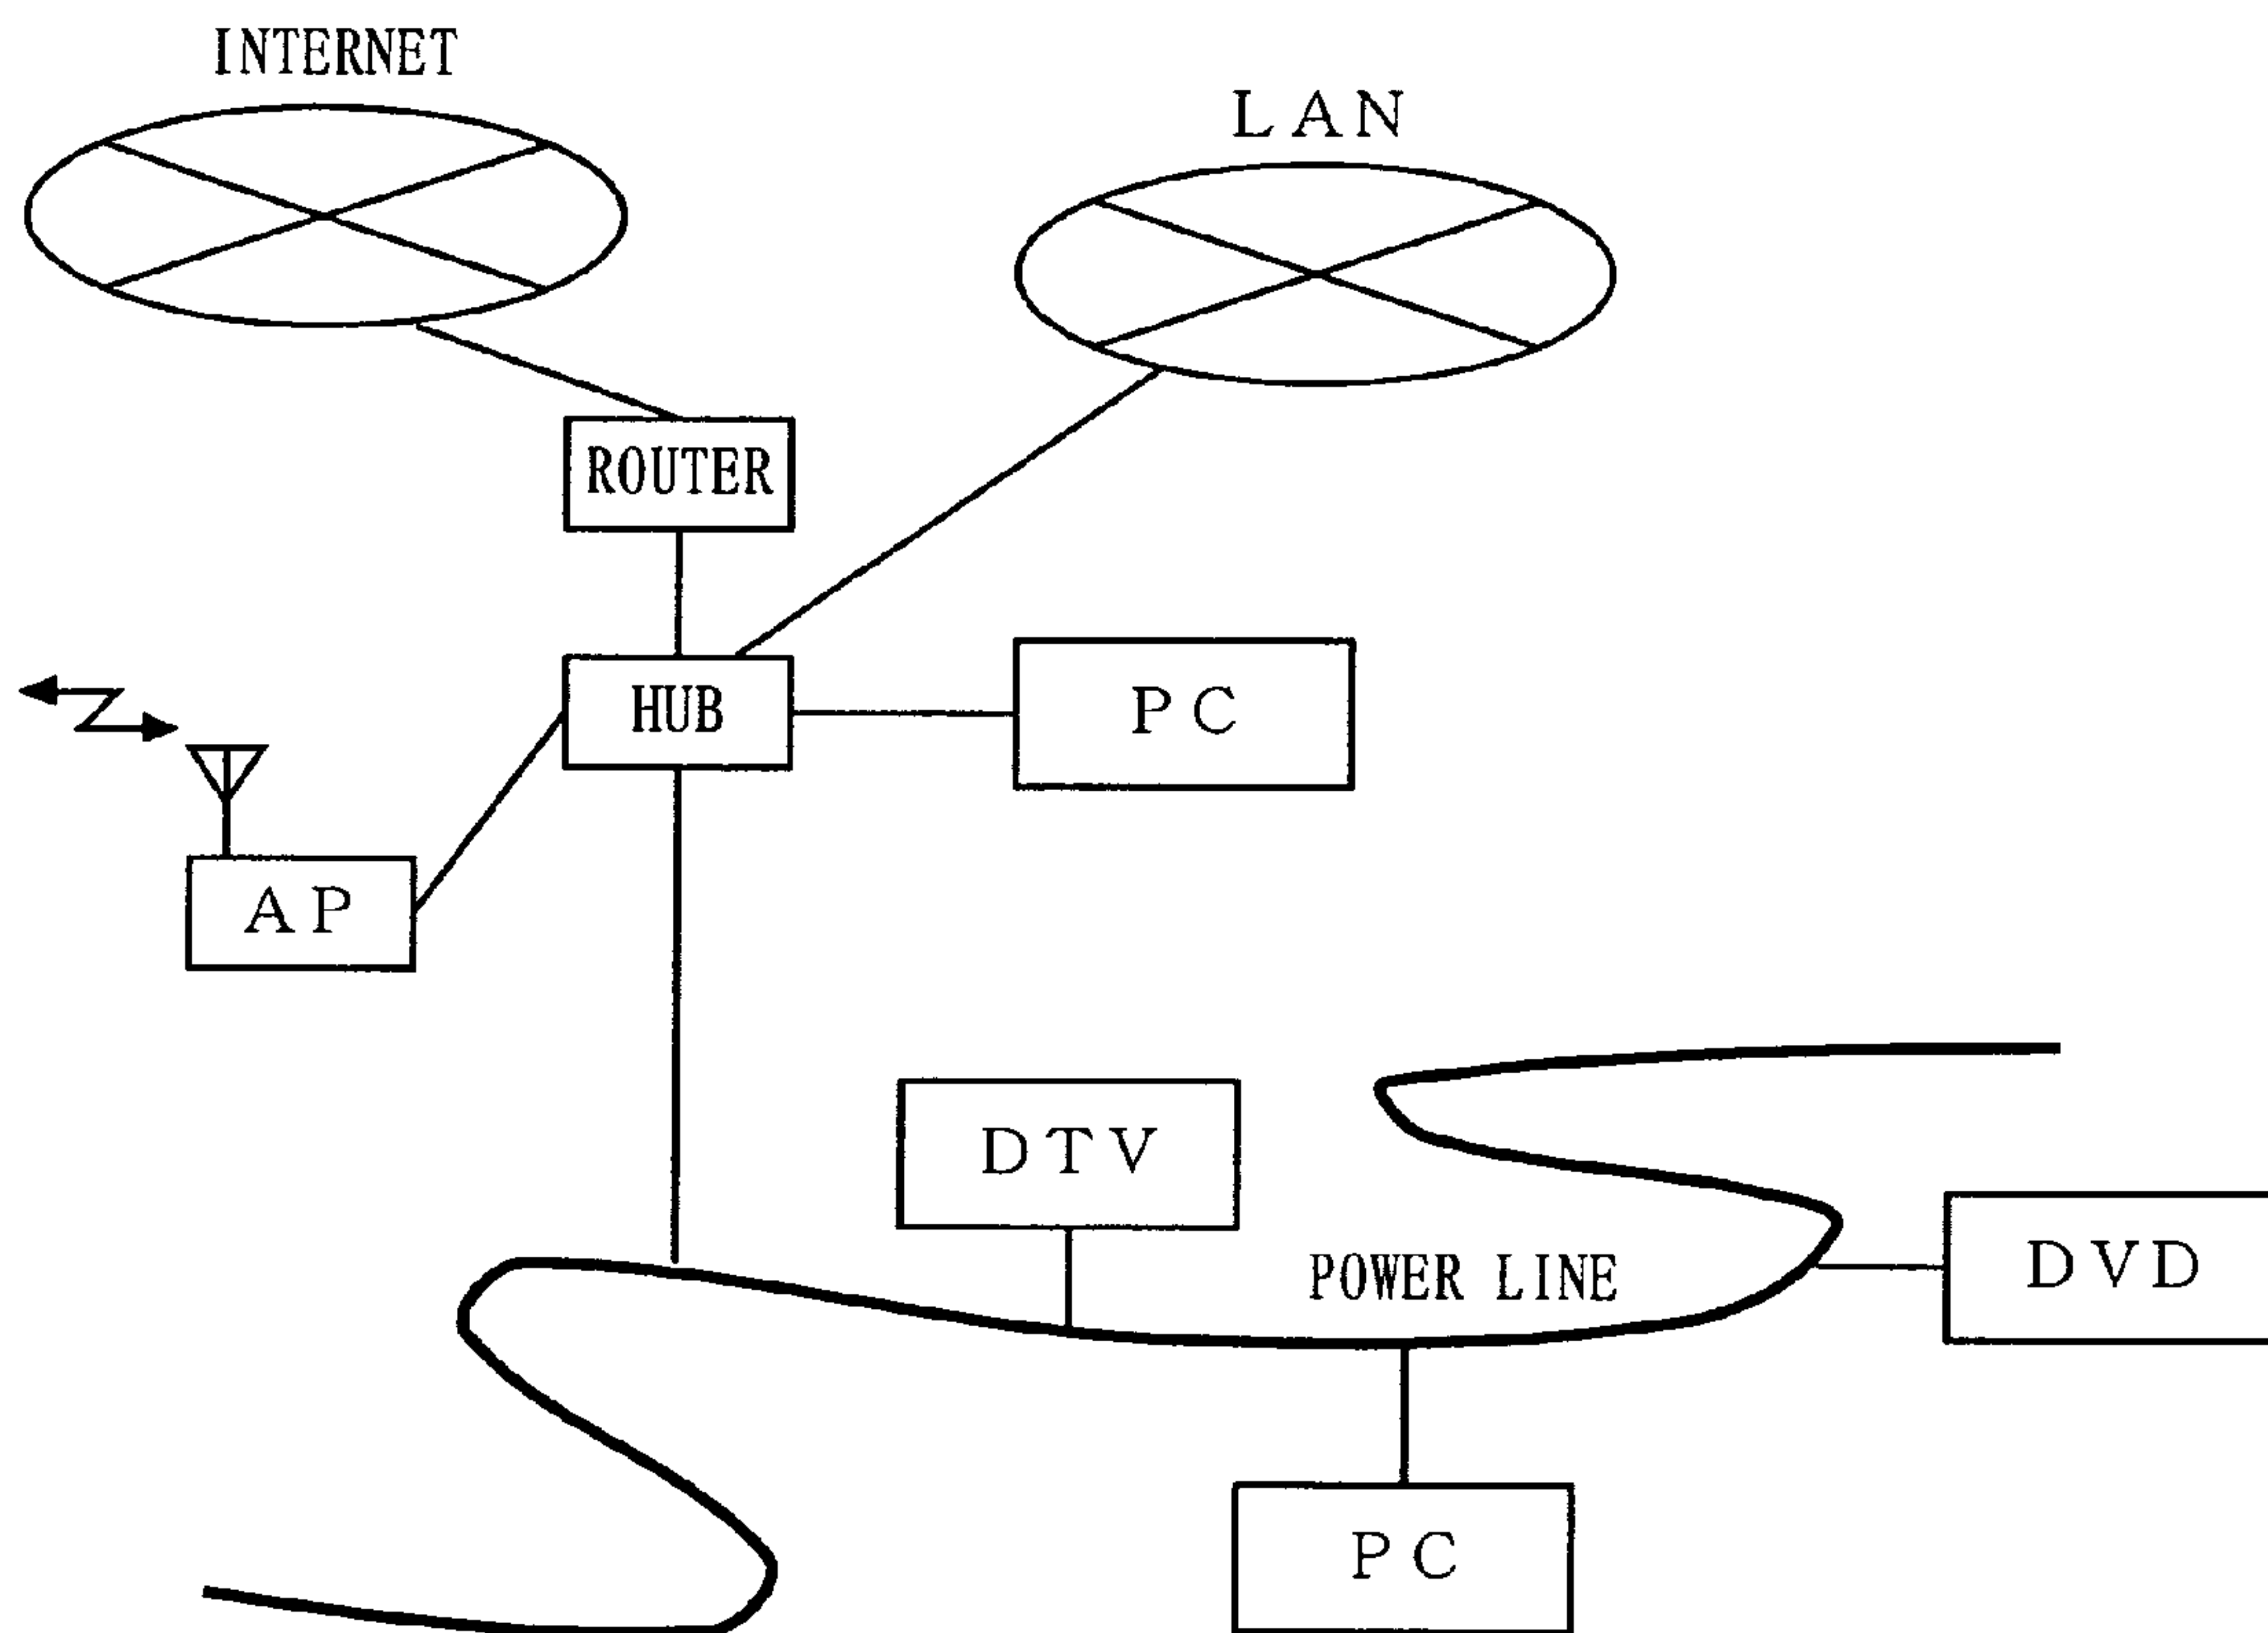 INTERNET
LAN
ROUTER
HUB
PC
AP
DTV
POWER LINE
DVD
PC